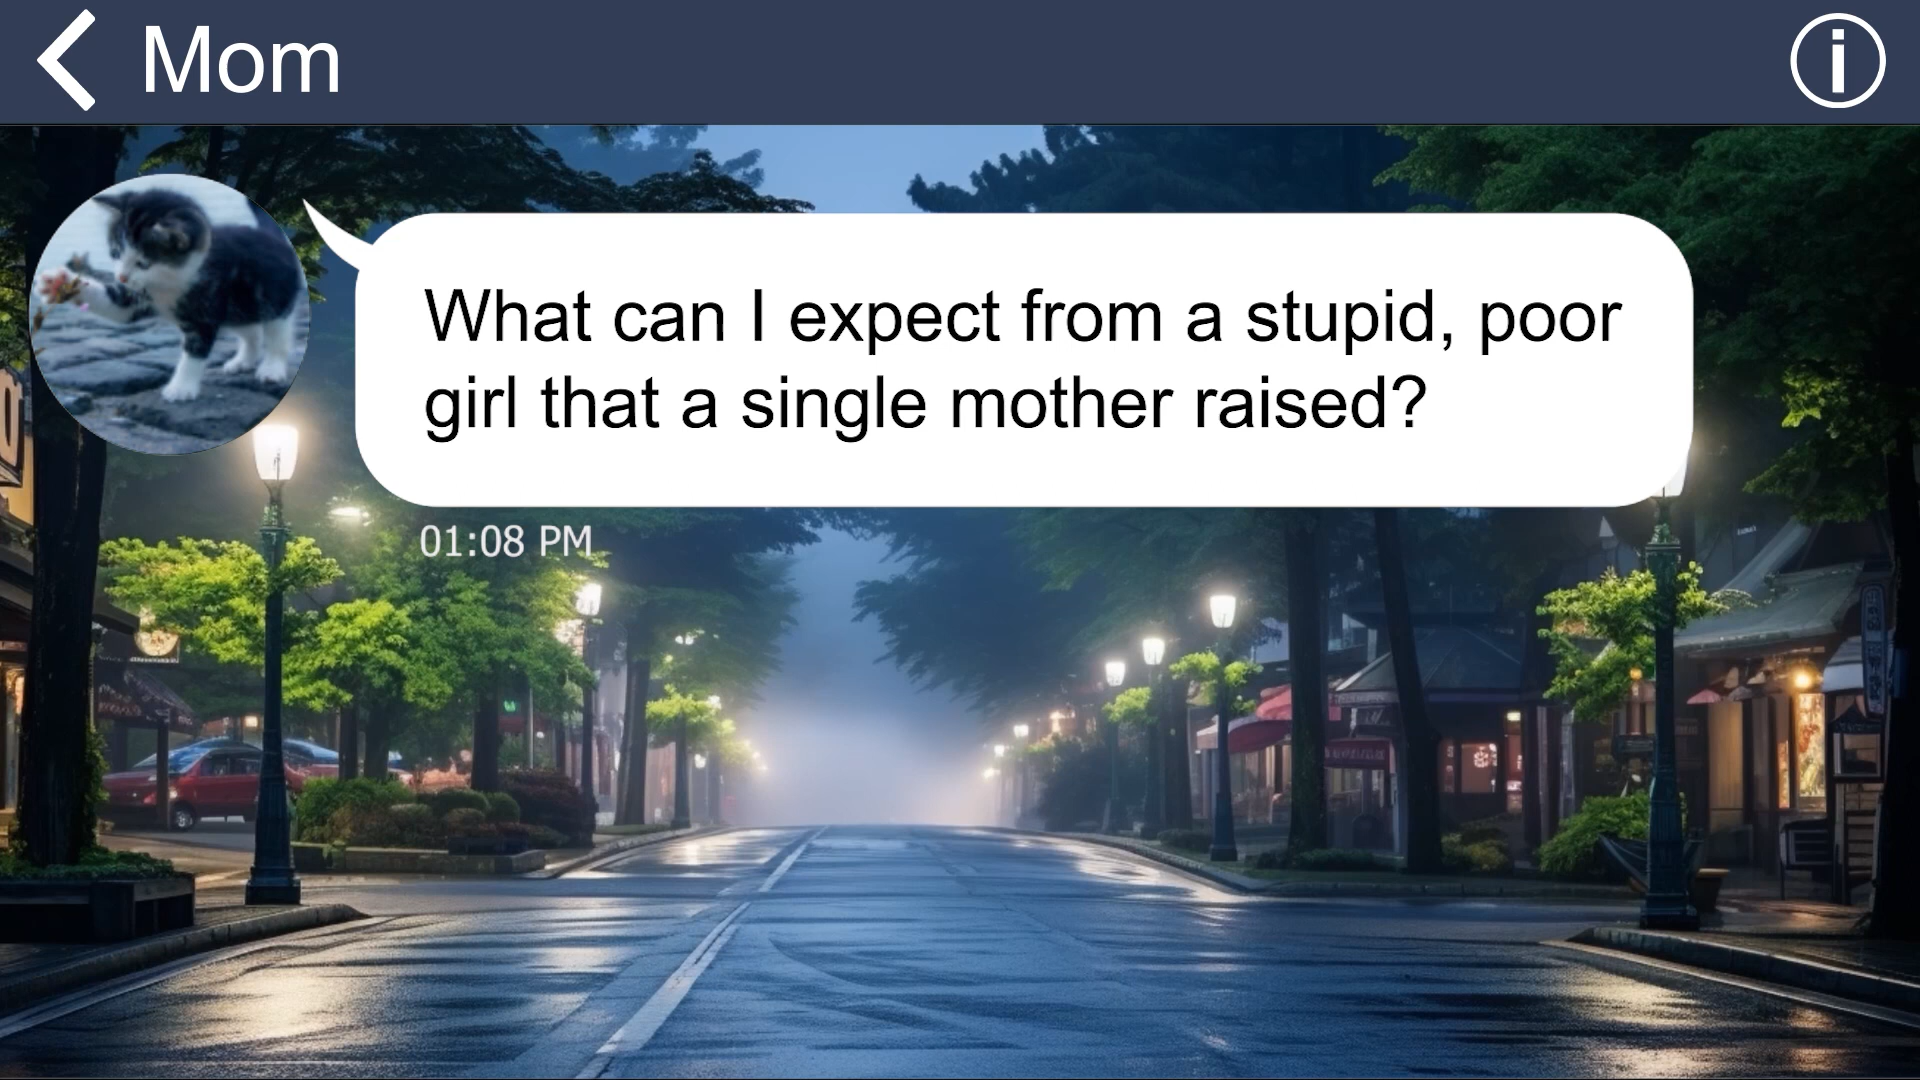 Mom
What can I expect from a stupid, poor
girl that a single mother raised?
01:08 PM